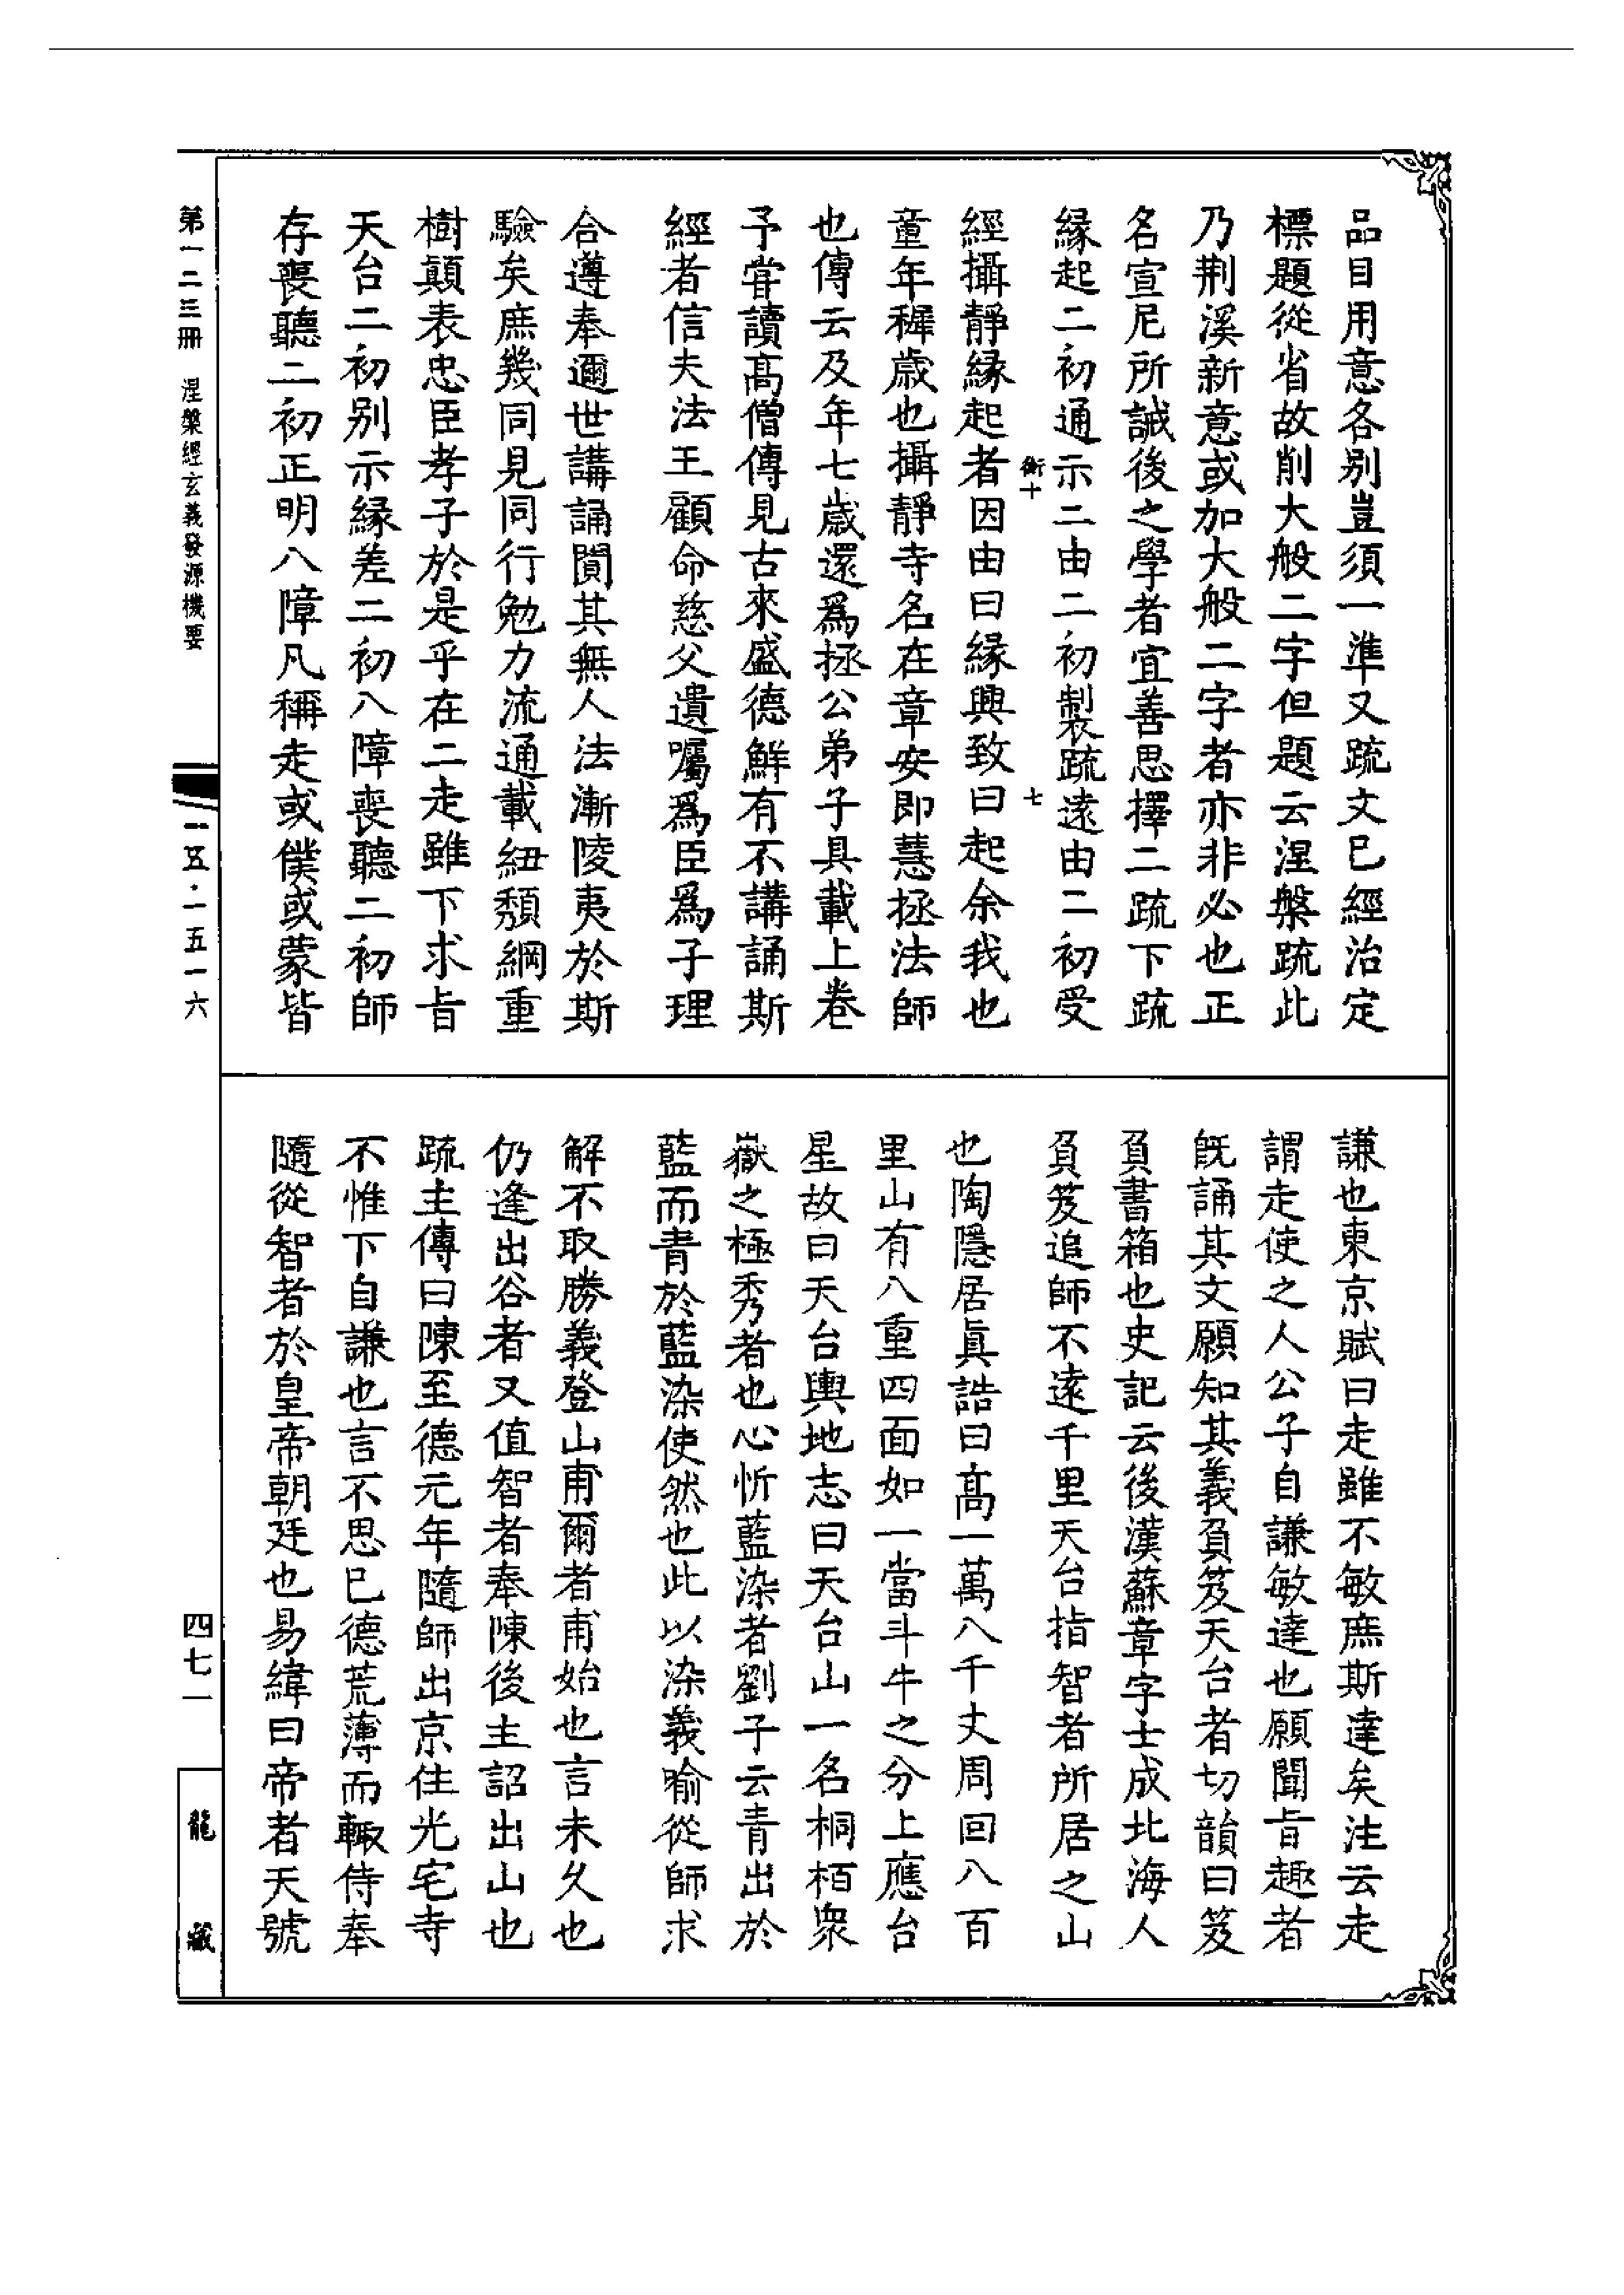 品目用意各別豈須一準又䟽文已經治定
標題從省故削大般二字但題云涅槃䟽此
乃荆溪新意或加大般二字者亦非必也正
名宣尼所誠後之學者宜善思擇二䟽下䟽
緣起二初通示二由二初製䟽遠由二初受
衡十
七
經攝靜緣起者因由曰緣興致曰起余我也
童年穉歲也攝靜寺名在章安即慧拯法師
也傳云及年七歲還爲拯公弟子具載上卷
予甞讀髙僧傳見古來盛德鮮有不講誦斯
經者信夫法王顧命慈父遺囑爲臣爲子理
合遵奉邇世講誦闃其無人法漸陵夷於斯
驗矣庶幾同見同行勉力流通載紐頹綱重
樹顛表忠臣孝子於是乎在二走雖下求旨
天台二初別示緣差二初八障喪聽二初師
存喪聽二初正明八障凡稱走或僕或蒙皆
謙也東京賦曰走雖不敏庶斯達矣注云走
謂走使之人公子自謙敏達也願聞旨趣者
旣誦其文願知其義負笈天台者切韻曰笈
負書箱也史記云後漢蘇章字士成北海人
負笈追師不遠千里天台指智者所居之山
也陶隱居眞誥曰髙一萬八千丈周回八百
里山有八重四面如一當斗牛之分上應台
星故曰天台輿地志曰天台山一名桐栢衆
嶽之極秀者也心忻藍染者劉子云青出於
藍而青於藍染使然也此以染義喻從師求
解不取勝義登山甫爾者甫始也言未久也
仍逢出谷者又值智者奉陳後主詔出山也
䟽主傳曰陳至德元年隨師出京住光宅寺
不惟下自謙也言不思已德荒薄而輙侍奉
隨從智者於皇帝朝廷也易緯曰帝者天號
第一二三冊
涅槃經玄義發源機要
一五·一五一六
四七一
龍藏